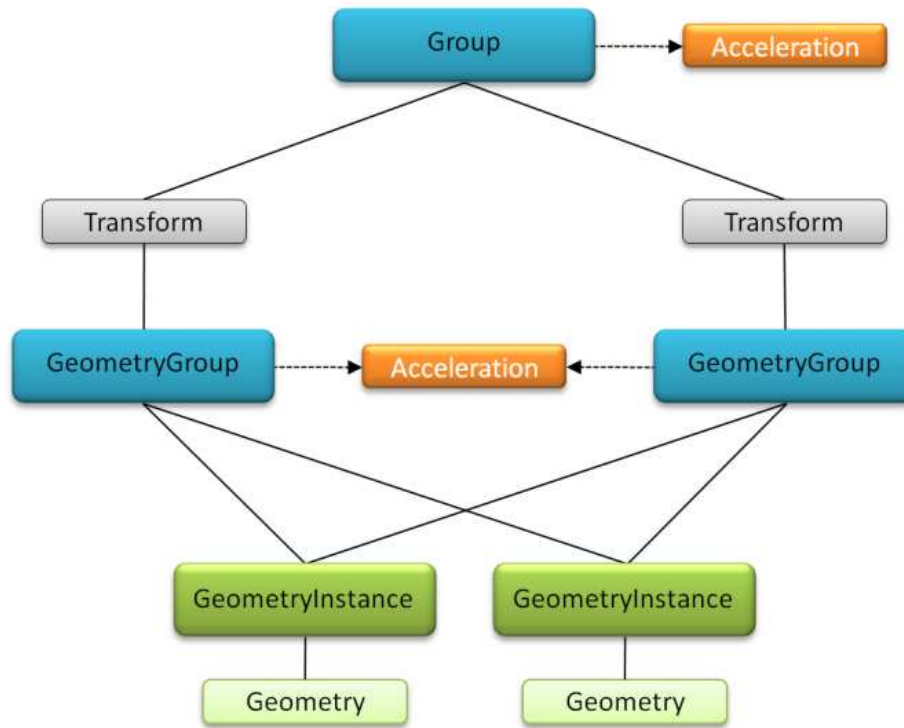 Group
Acceleration
Transform
Transform
GeometryGroup
Acceleration
GeometryGroup
GeometryInstance
GeometryInstance
Geometry
Geometry